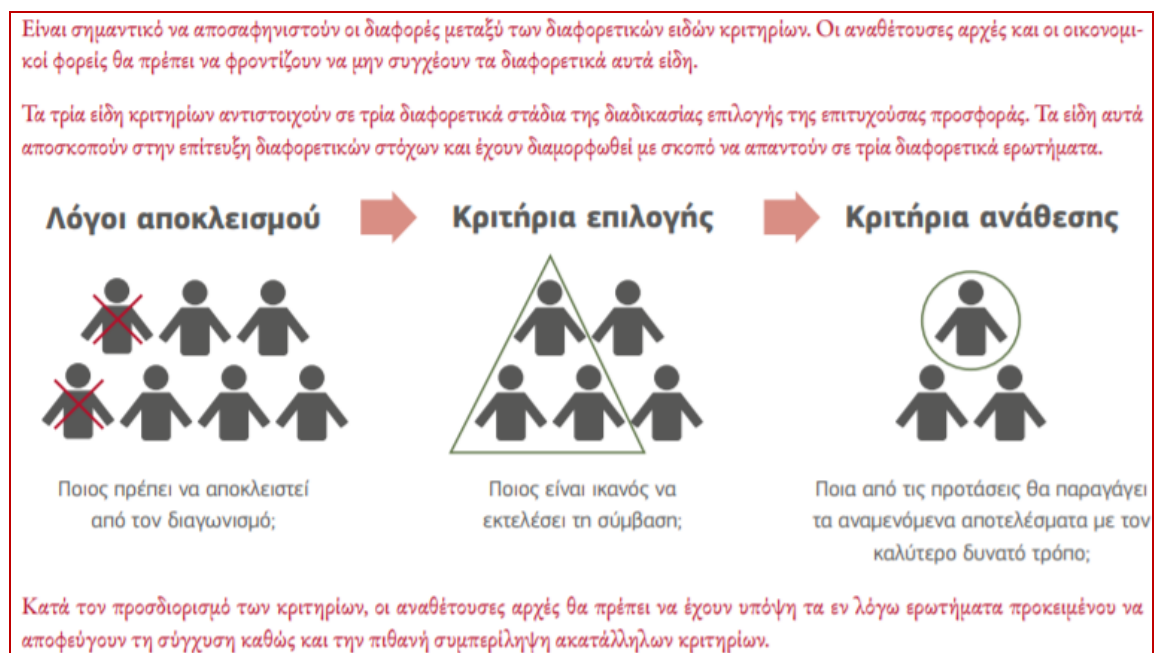 Είναι σημαντικό να αποσαφηνιστούν οι διαφορές μεταξύ των διαφορετικών ειδών κριτηρίων. Οι αναθέτουσες αρχές και οι οικονομι-
κοί φορείς θα πρέπει να φροντίζουν να μην συγχέουν τα διαφορετικά αυτά είδη.
Τα τρία είδη κριτηρίων αντιστοιχούν σε τρία διαφορετικά στάδια της διαδικασίας επιλογής της επιτυχούσας προσφοράς. Τα είδη αυτά
αποσκοπούν στην επίτευξη διαφορετικών στόχων και έχουν διαμορφωθεί με σκοπό να απαντούν σε τρία διαφορετικά ερωτήματα.
Λόγοι αποκλεισμού
Κριτήρια επιλογής
Κριτήρια ανάθεσης
Ποιος πρέπει να αποκλειστεί
από τον διαγωνισμό;
Ποιος είναι ικανός να
εκτελέσει τη σύμβαση;
Ποια από τις προτάσεις θα παραγάγει
τα αναμενόμενα αποτελέσματα με τον
καλύτερο δυνατό τρόπο;
Κατά τον προσδιορισμό των κριτηρίων, οι αναθέτουσες αρχές θα πρέπει να έχουν υπόψη τα εν λόγω ερωτήματα προκειμένου να
αποφεύγουν τη σύγχυση καθώς και την πιθανή συμπερίληψη ακατάλληλων κριτηρίων.